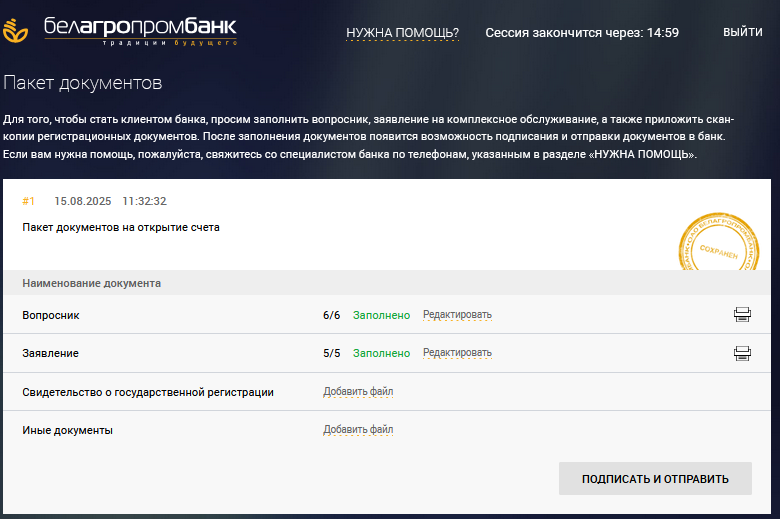 белагропромбанк
традиции будущего
НУЖНА ПОМОЩЬ?
Сессия закончится через: 14:59
ВЫЙТИ
Пакет документов
Для того, чтобы стать клиентом банка, просим заполнить вопросник, заявление на комплексное обслуживание, а также приложить скан-
копии регистрационных документов. После заполнения документов появится возможность подписания и отправки документов в банк.
Если вам нужна помощь, пожалуйста, свяжитесь со специалистом банка по телефонам, указанным в разделе «НУЖНА ПОМОЩЬ».
#1 15.08.2025 11:32:32
Пакет документов на открытие счета
БЕЛАГРОПРОМБАНК
СОХРАНЕН
Наименование документа
Вопросник 6/6 Заполнено Редактировать
Заявление 5/5 Заполнено Редактировать
Свидетельство о государственной регистрации Добавить файл
Иные документы Добавить файл
ПОДПИСАТЬ И ОТПРАВИТЬ